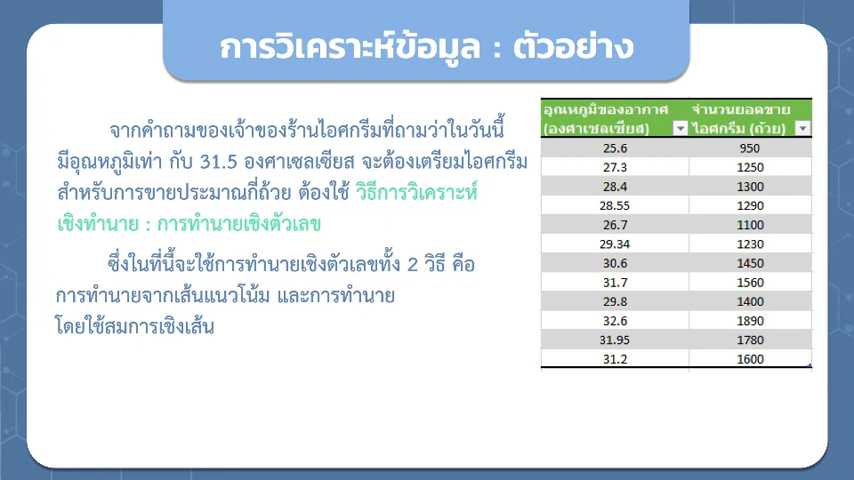 การวิเคราะห์ข้อมูล : ตัวอย่าง
จากคำถามของเจ้าของร้านไอศกรีมที่ถามว่าในวันนี้
มีอุณหภูมิเท่า กับ 31.5 องศาเซลเซียส จะต้องเตรียมไอศกรีม
สำหรับการขายประมาณกี่ถ้วย ต้องใช้ วิธีการวิเคราะห์
เชิงทำนาย : การทำนายเชิงตัวเลข
ซึ่งในที่นี้จะใช้การทำนายเชิงตัวเลขทั้ง 2 วิธี คือ
การทำนายจากเส้นแนวโน้ม และการทำนาย
โดยใช้สมการเชิงเส้น
อุณหภูมิของอากาศ จำนวนยอดขาย
(องศาเซลเซียส) ไอศกรีม (ถ้วย)
25.6 950
27.3 1250
28.4 1300
28.55 1290
26.7 1100
29.34 1230
30.6 1450
31.7 1560
29.8 1400
32.6 1890
31.95 1780
31.2 1600